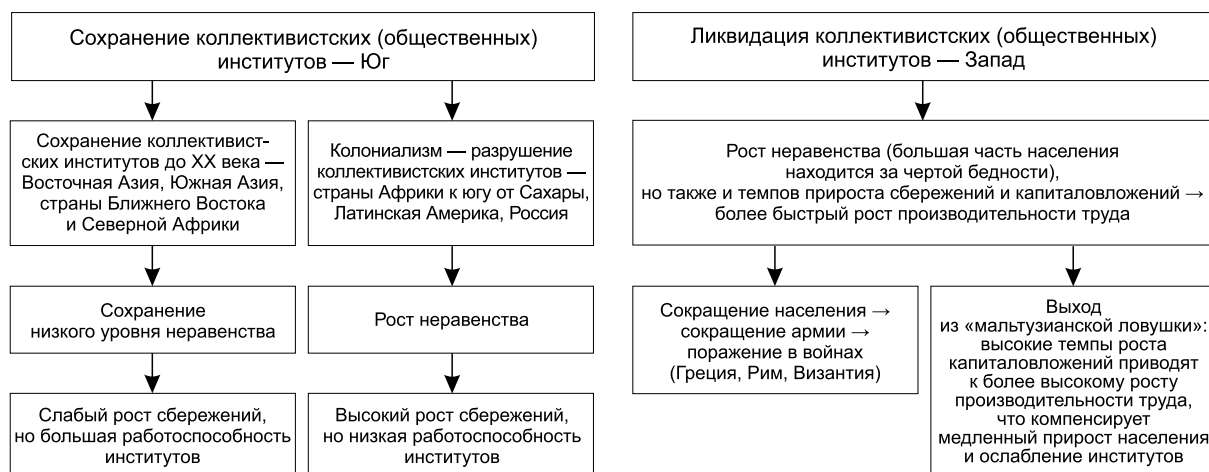 Сохранение коллективистских (общественных)
институтов — Юг
Сохранение коллективист-
ских институтов до XX века —
Восточная Азия, Южная Азия,
страны Ближнего Востока
и Северной Африки
Колониализм — разрушение
коллективистских институтов —
страны Африки к югу от Сахары,
Латинская Америка, Россия
Сохранение
низкого уровня неравенства
Рост неравенства
Слабый рост сбережений,
но большая работоспособность
институтов
Высокий рост сбережений,
но низкая работоспособность
институтов
Ликвидация коллективистских (общественных)
институтов — Запад
Рост неравенства (большая часть населения
находится за чертой бедности),
но также и темпов прироста сбережений и капиталовложений →
более быстрый рост производительности труда
Сокращение населения →
сокращение армии →
поражение в войнах
(Греция, Рим, Византия)
Выход
из «мальтузианской ловушки»:
высокие темпы роста
капиталовложений приводят
к более высокому росту
производительности труда,
что компенсирует
медленный прирост населения
и ослабление институтов